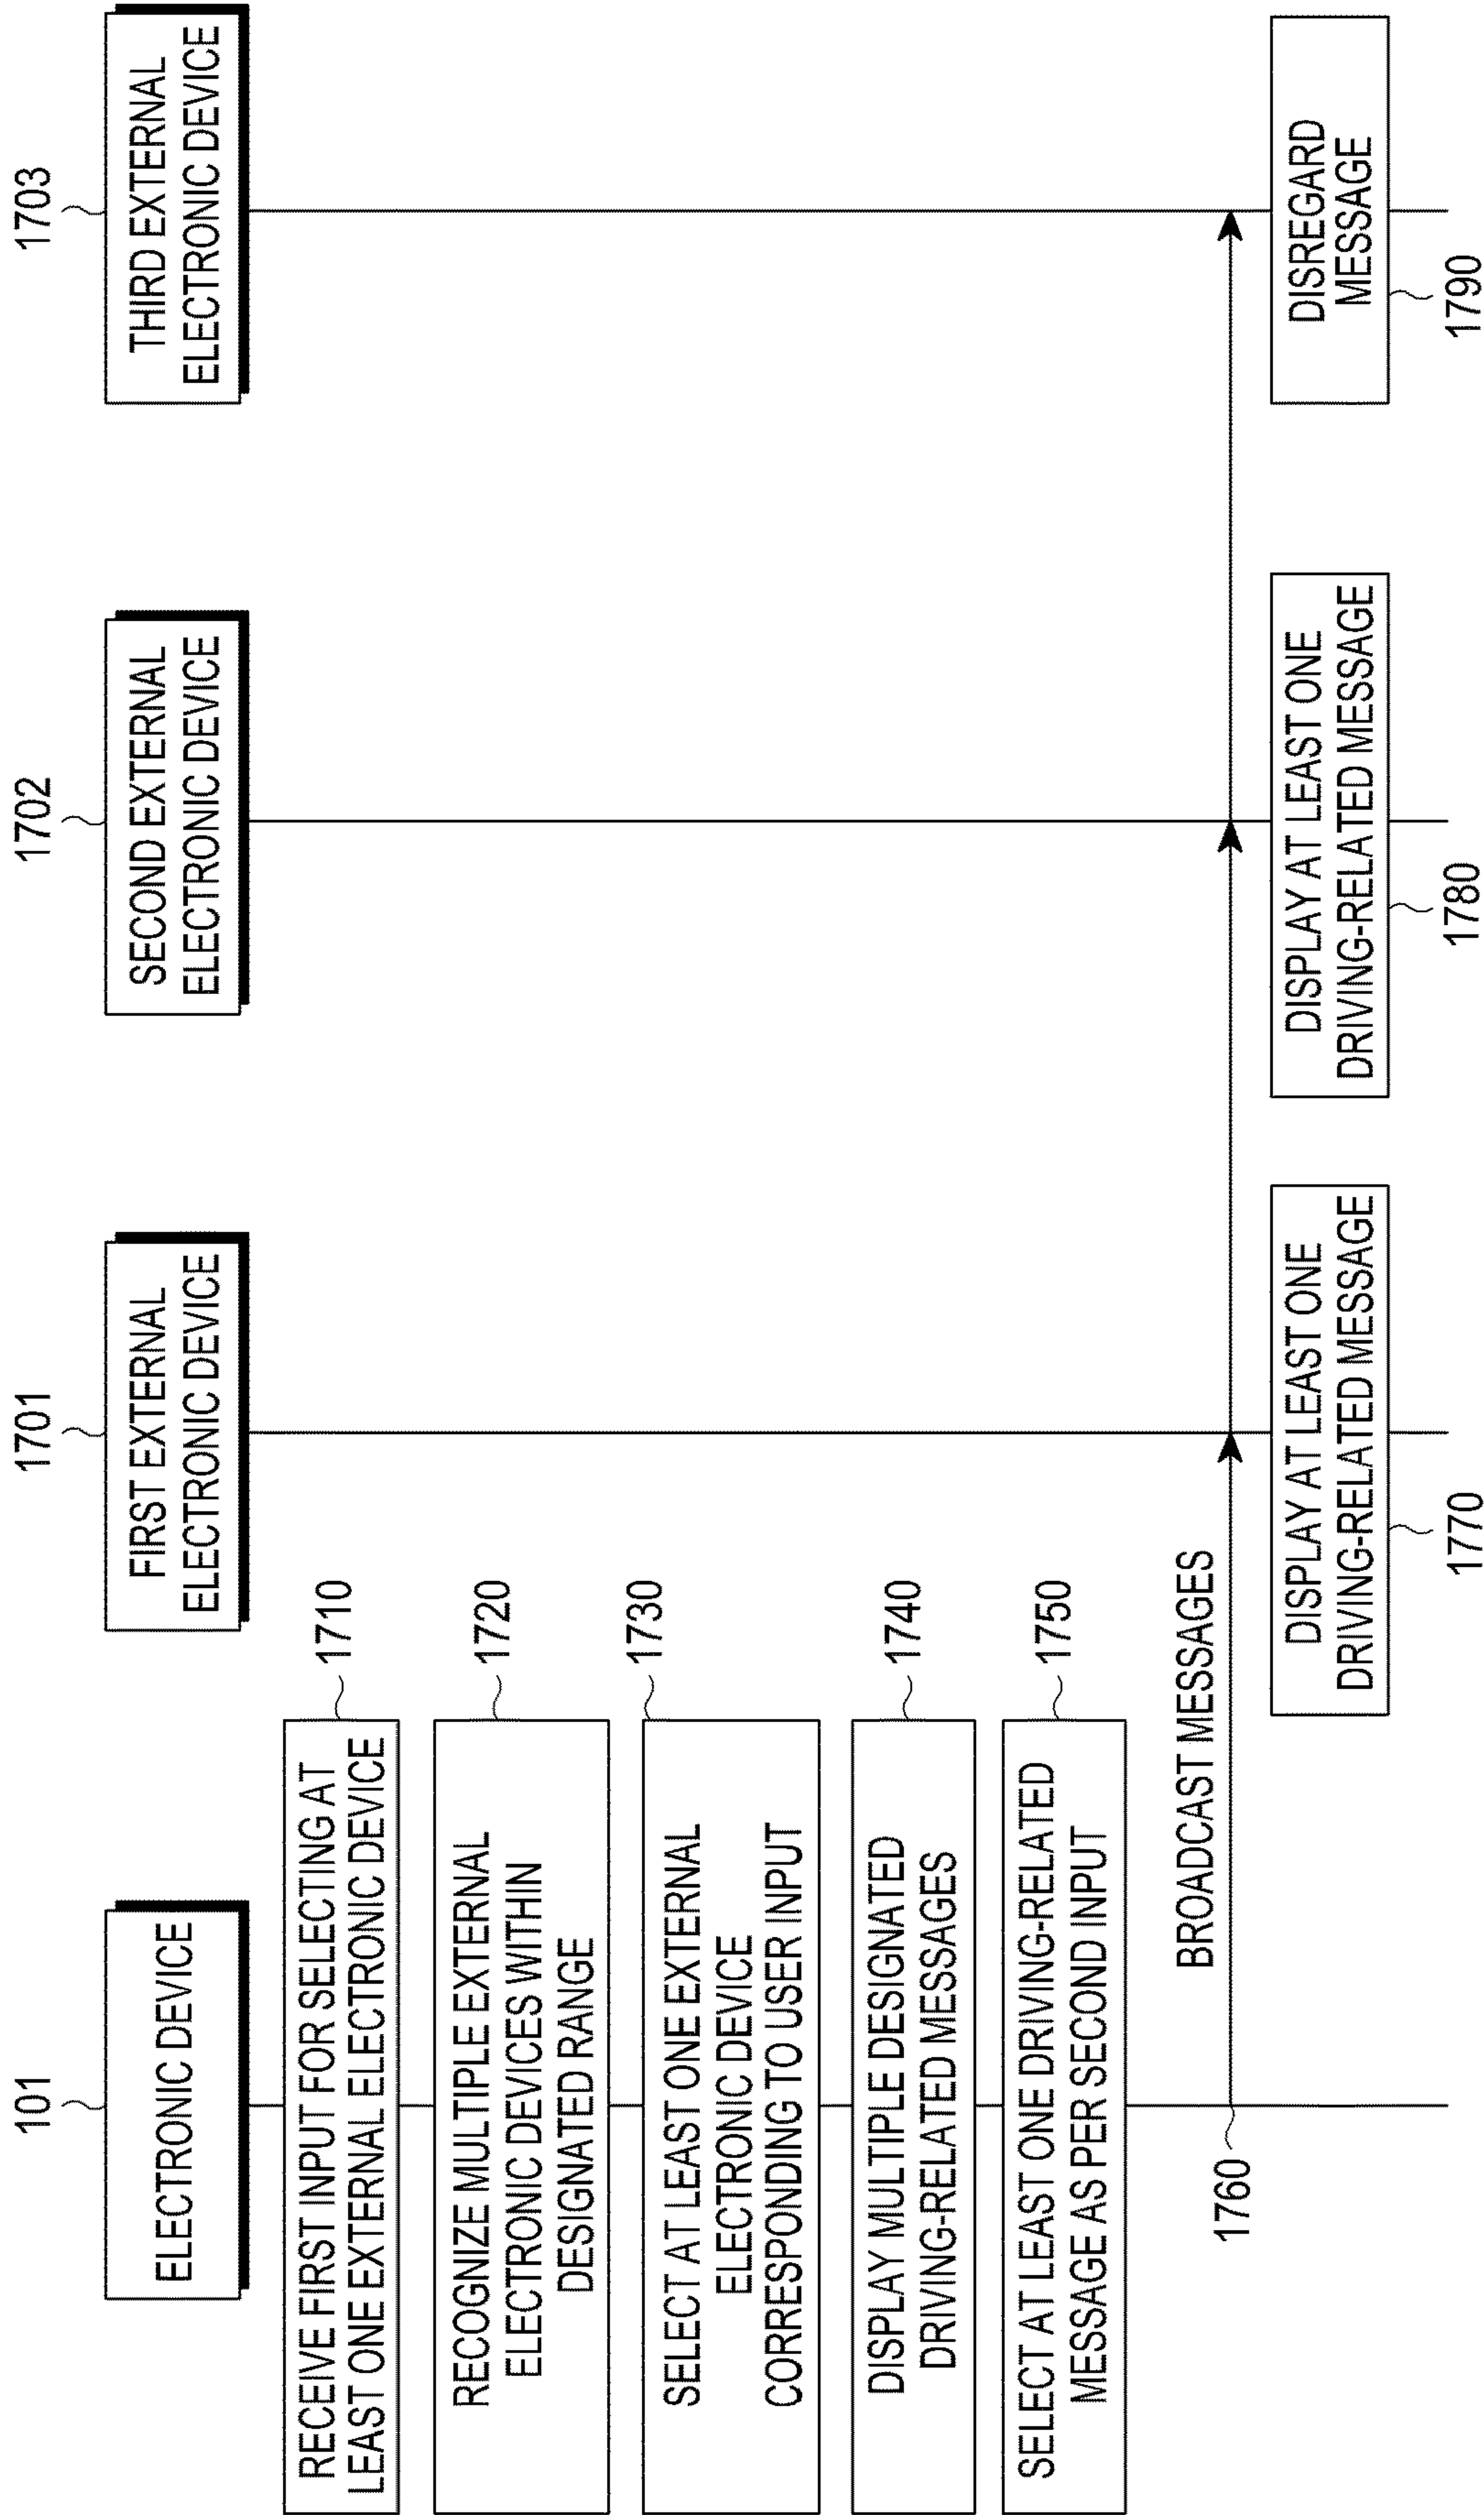 101
ELECTRONIC DEVICE
1701
FIRST EXTERNAL
ELECTRONIC DEVICE
1702
SECOND EXTERNAL
ELECTRONIC DEVICE
1703
THIRD EXTERNAL
ELECTRONIC DEVICE
RECEIVE FIRST INPUT FOR SELECTING AT
LEAST ONE EXTERNAL ELECTRONIC DEVICE
1710
RECOGNIZE MULTIPLE EXTERNAL
ELECTRONIC DEVICES WITHIN
DESIGNATED RANGE
1720
SELECT AT LEAST ONE EXTERNAL
ELECTRONIC DEVICE
CORRESPONDING TO USER INPUT
1730
DISPLAY MULTIPLE DESIGNATED
DRIVING-RELATED MESSAGES
1740
SELECT AT LEAST ONE DRIVING-RELATED
MESSAGE AS PER SECOND INPUT
1750
BROADCAST MESSAGES
1760
DISPLAY AT LEAST ONE
DRIVING-RELATED MESSAGE
1770
DISPLAY AT LEAST ONE
DRIVING-RELATED MESSAGE
1780
DISREGARD
MESSAGE
1790